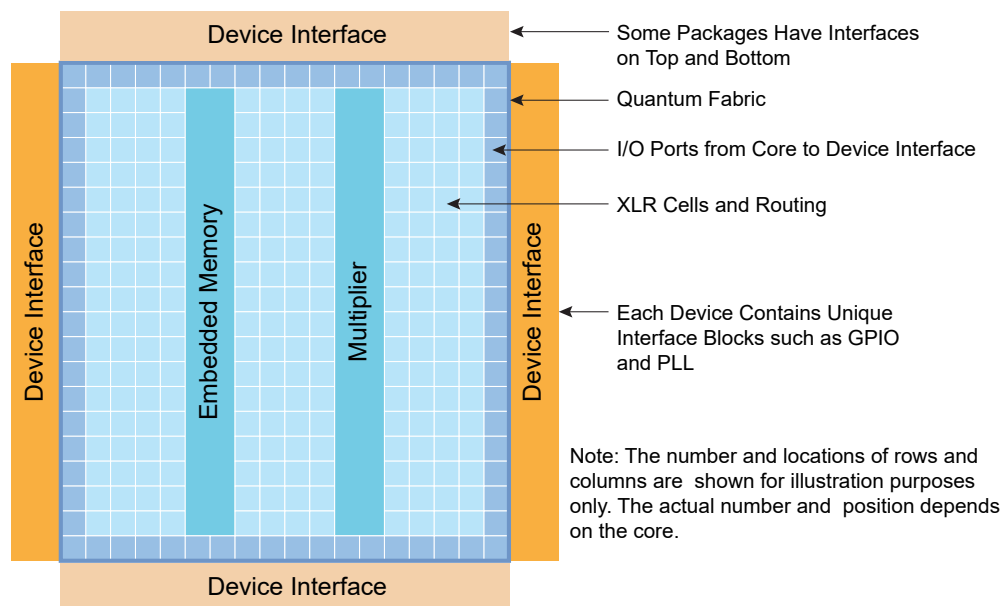 Device Interface
Some Packages Have Interfaces
on Top and Bottom
Quantum Fabric
I/O Ports from Core to Device Interface
XLR Cells and Routing
Device Interface
Embedded Memory
Multiplier
Device Interface
Each Device Contains Unique
Interface Blocks such as GPIO
and PLL
Note: The number and locations of rows and
columns are  shown for illustration purposes
only. The actual number and  position depends
on the core.
Device Interface